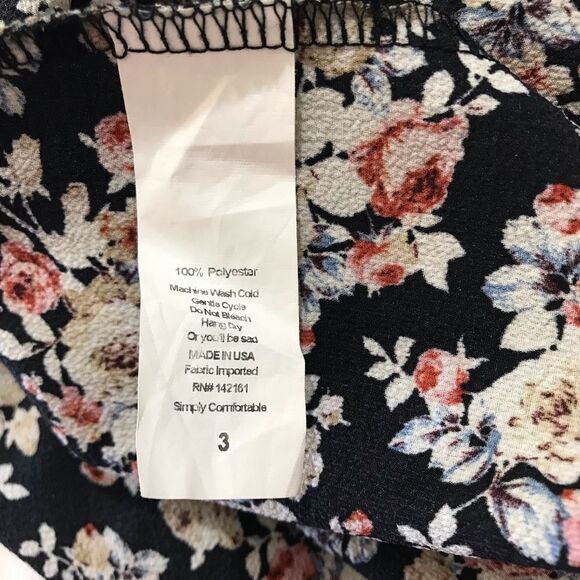 100% Polyester
Machine Wash Cold
Gentle Cycle
Do Not Bleach
Hang Dry
Or you'll be sad
MADE IN USA
Fabric Imported
RN# 142161
Simply Comfortable
3